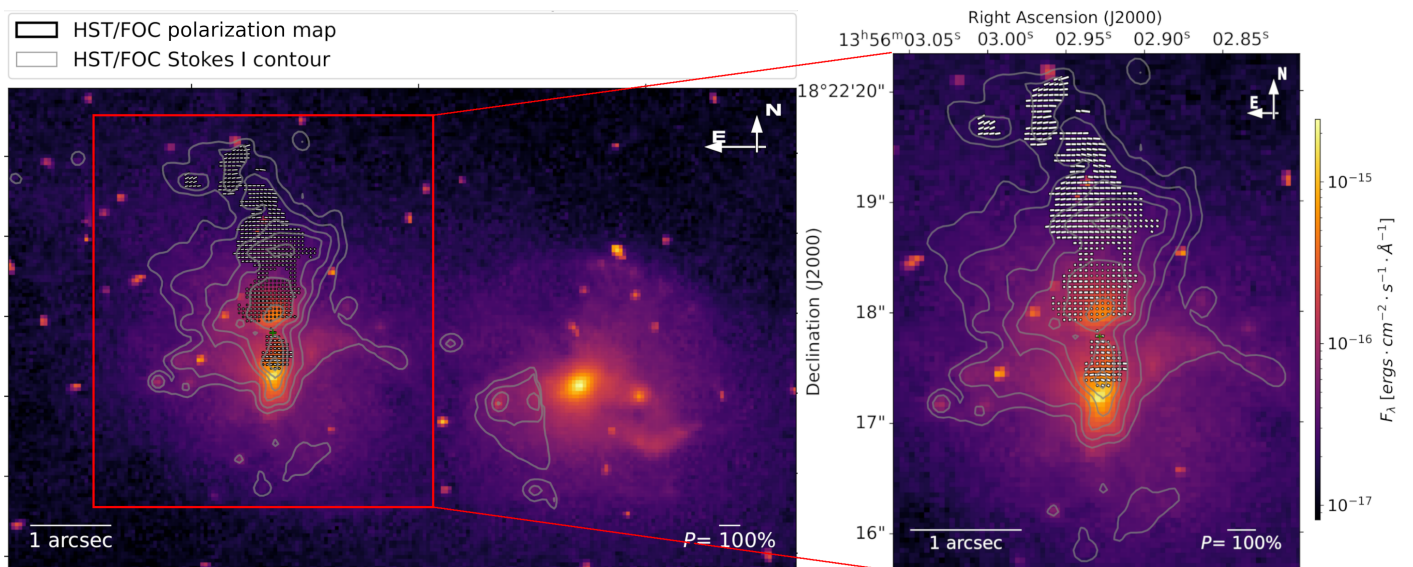 HST/FOC polarization map
HST/FOC Stokes I contour
N
E
1 arcsec
P= 100%
Right Ascension (J2000)
13ʰ56ᵐ03.05ˢ 03.00ˢ 02.95ˢ 02.90ˢ 02.85ˢ
Declination (J2000)
18°22'20"
19"
18"
17"
16"
N
E
1 arcsec
P= 100%
10⁻¹⁵
10⁻¹⁶
10⁻¹⁷
Fλ [ergs · cm⁻² · s⁻¹ · Å⁻¹]